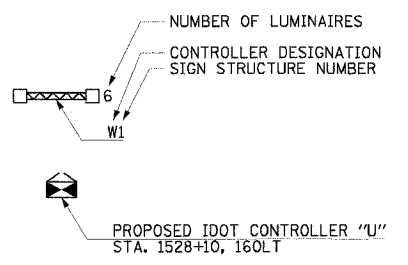 NUMBER OF LUMINAIRES
CONTROLLER DESIGNATION
SIGN STRUCTURE NUMBER
6
W1
PROPOSED IDOT CONTROLLER "U"
STA. 1528+10, 160LT